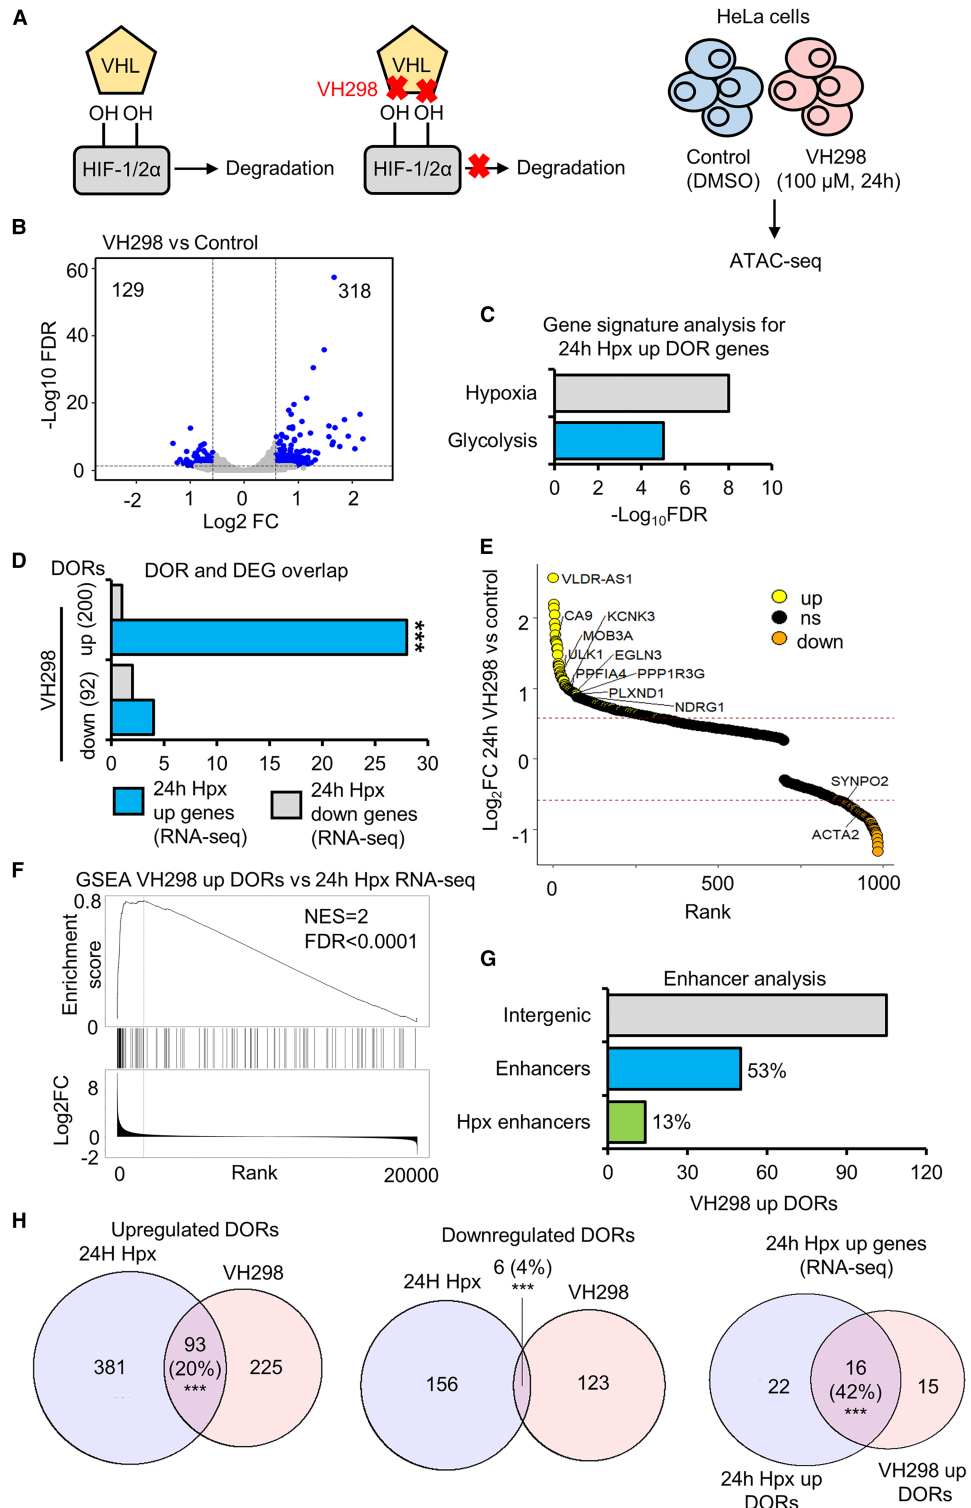 A
HeLa cells
VHL
VHL
VH298
OH OH
OH OH
HIF-1/2α
Degradation
HIF-1/2α
Degradation
Control
(DMSO)
VH298
(100 µM, 24h)
ATAC-seq
B
VH298 vs Control
129
318
60
40
20
0
-Log10 FDR
-2
1
0
1
2
Log2 FC
C
Gene signature analysis for
24h Hpx up DOR genes
Hypoxia
Glycolysis
0 2 4 6 8 10
-Log10FDR
D
DORs
DOR and DEG overlap
VH298
up (200)
down (92)
***
0 5 10 15 20 25 30
24h Hpx
up genes
(RNA-seq)
24h Hpx
down genes
(RNA-seq)
E
Log2FC 24h VH298 vs control
2
1
0
-1
VLDR-AS1
CA9
KCNK3
MOB3A
ULK1
EGLN3
PPFIA4
PPP1R3G
PLXND1
NDRG1
SYNPO2
ACTA2
up
ns
down
0 500 1000
Rank
F
GSEA VH298 up DORs vs 24h Hpx RNA-seq
0.8
0
Enrichment
score
NES=2
FDR<0.0001
Log2FC
8
0
-2
0
Rank
20000
G
Enhancer analysis
Intergenic
Enhancers
53%
Hpx enhancers
13%
0 30 60 90 120
VH298 up DORs
H
Upregulated DORs
24H Hpx
VH298
381
93
(20%)
***
225
Downregulated DORs
24H Hpx
6 (4%)
***
VH298
156
123
24h Hpx up genes
(RNA-seq)
22
16
(42%)
***
15
24h Hpx up
DORs
VH298 up
DORs